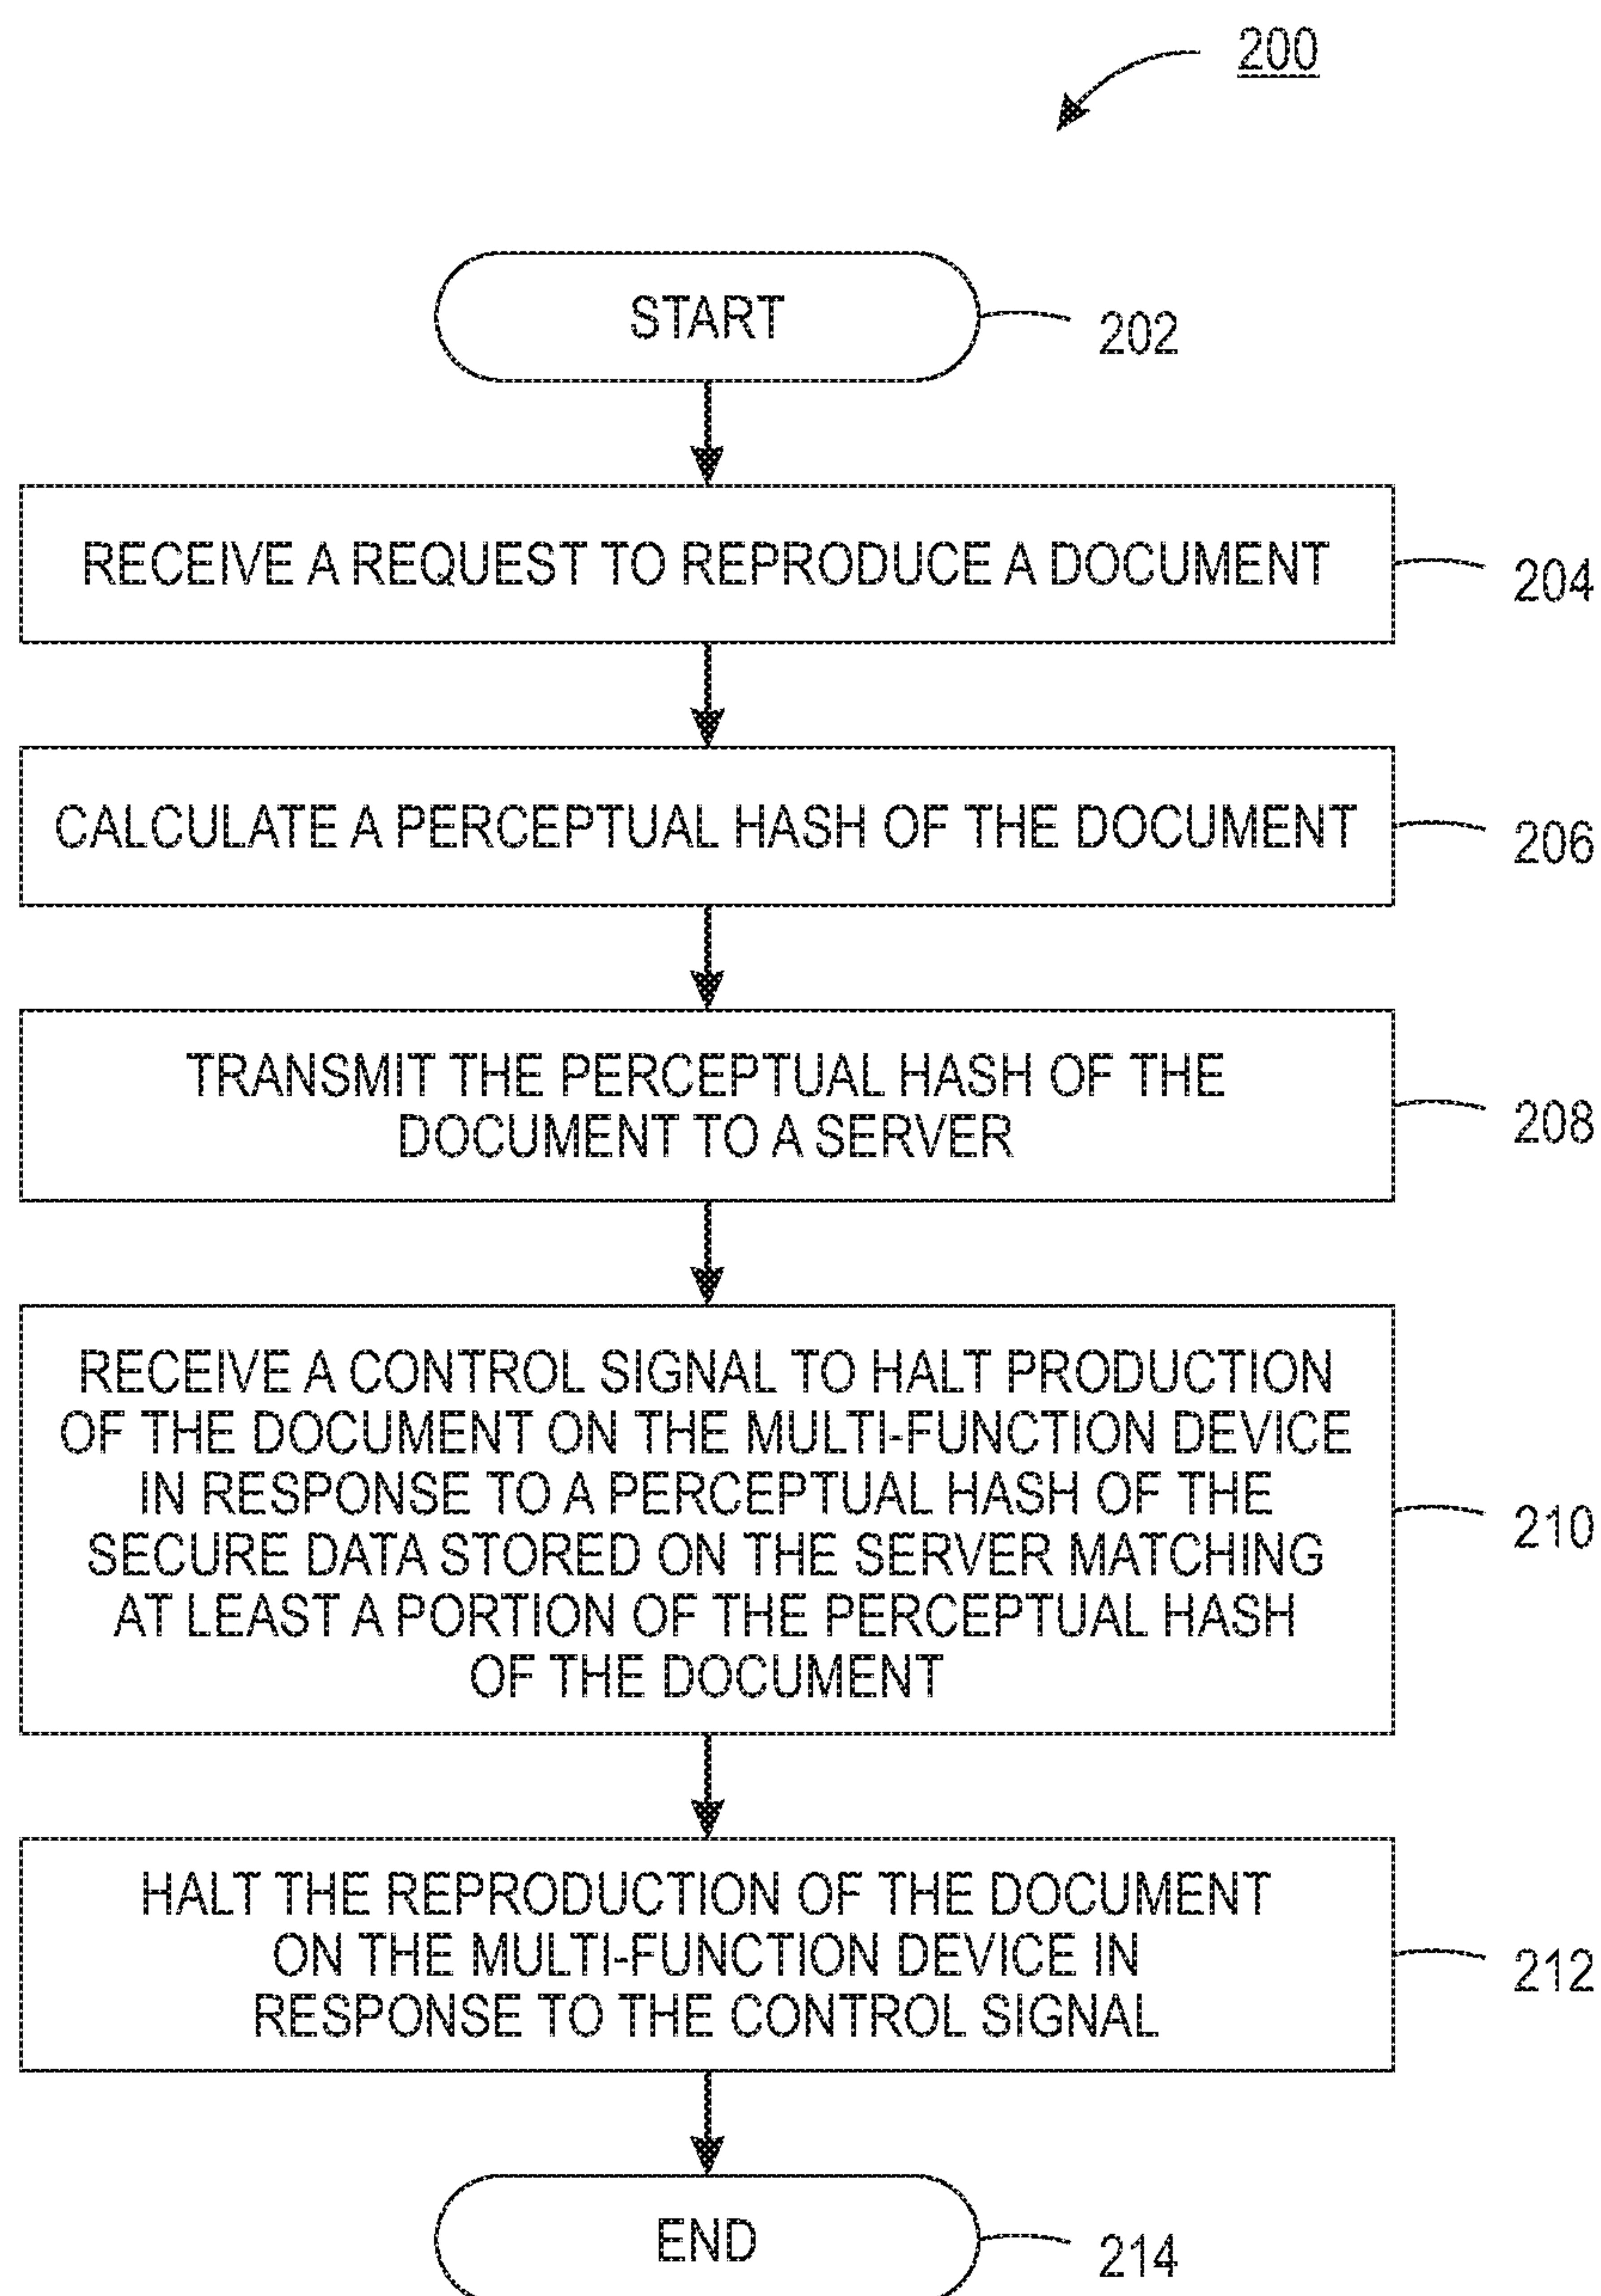 200
START
202
RECEIVE A REQUEST TO REPRODUCE A DOCUMENT
204
CALCULATE A PERCEPTUAL HASH OF THE DOCUMENT
206
TRANSMIT THE PERCEPTUAL HASH OF THE
DOCUMENT TO A SERVER
208
RECEIVE A CONTROL SIGNAL TO HALT PRODUCTION
OF THE DOCUMENT ON THE MULTI-FUNCTION DEVICE
IN RESPONSE TO A PERCEPTUAL HASH OF THE
SECURE DATA STORED ON THE SERVER MATCHING
AT LEAST A PORTION OF THE PERCEPTUAL HASH
OF THE DOCUMENT
210
HALT THE REPRODUCTION OF THE DOCUMENT
ON THE MULTI-FUNCTION DEVICE IN
RESPONSE TO THE CONTROL SIGNAL
212
END
214